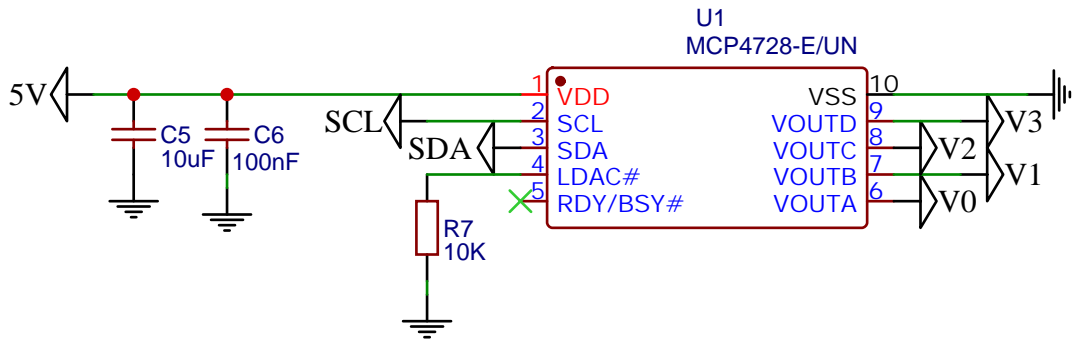 U1
MCP4728-E/UN
5V
1
VDD
VSS
10
SCL
2
SCL
VOUTD
9
V3
C5
10uF
C6
100nF
SDA
3
SDA
VOUTC
8
V2
4
LDAC#
VOUTB
7
V1
5
RDY/BSY#
VOUTA
6
V0
R7
10K